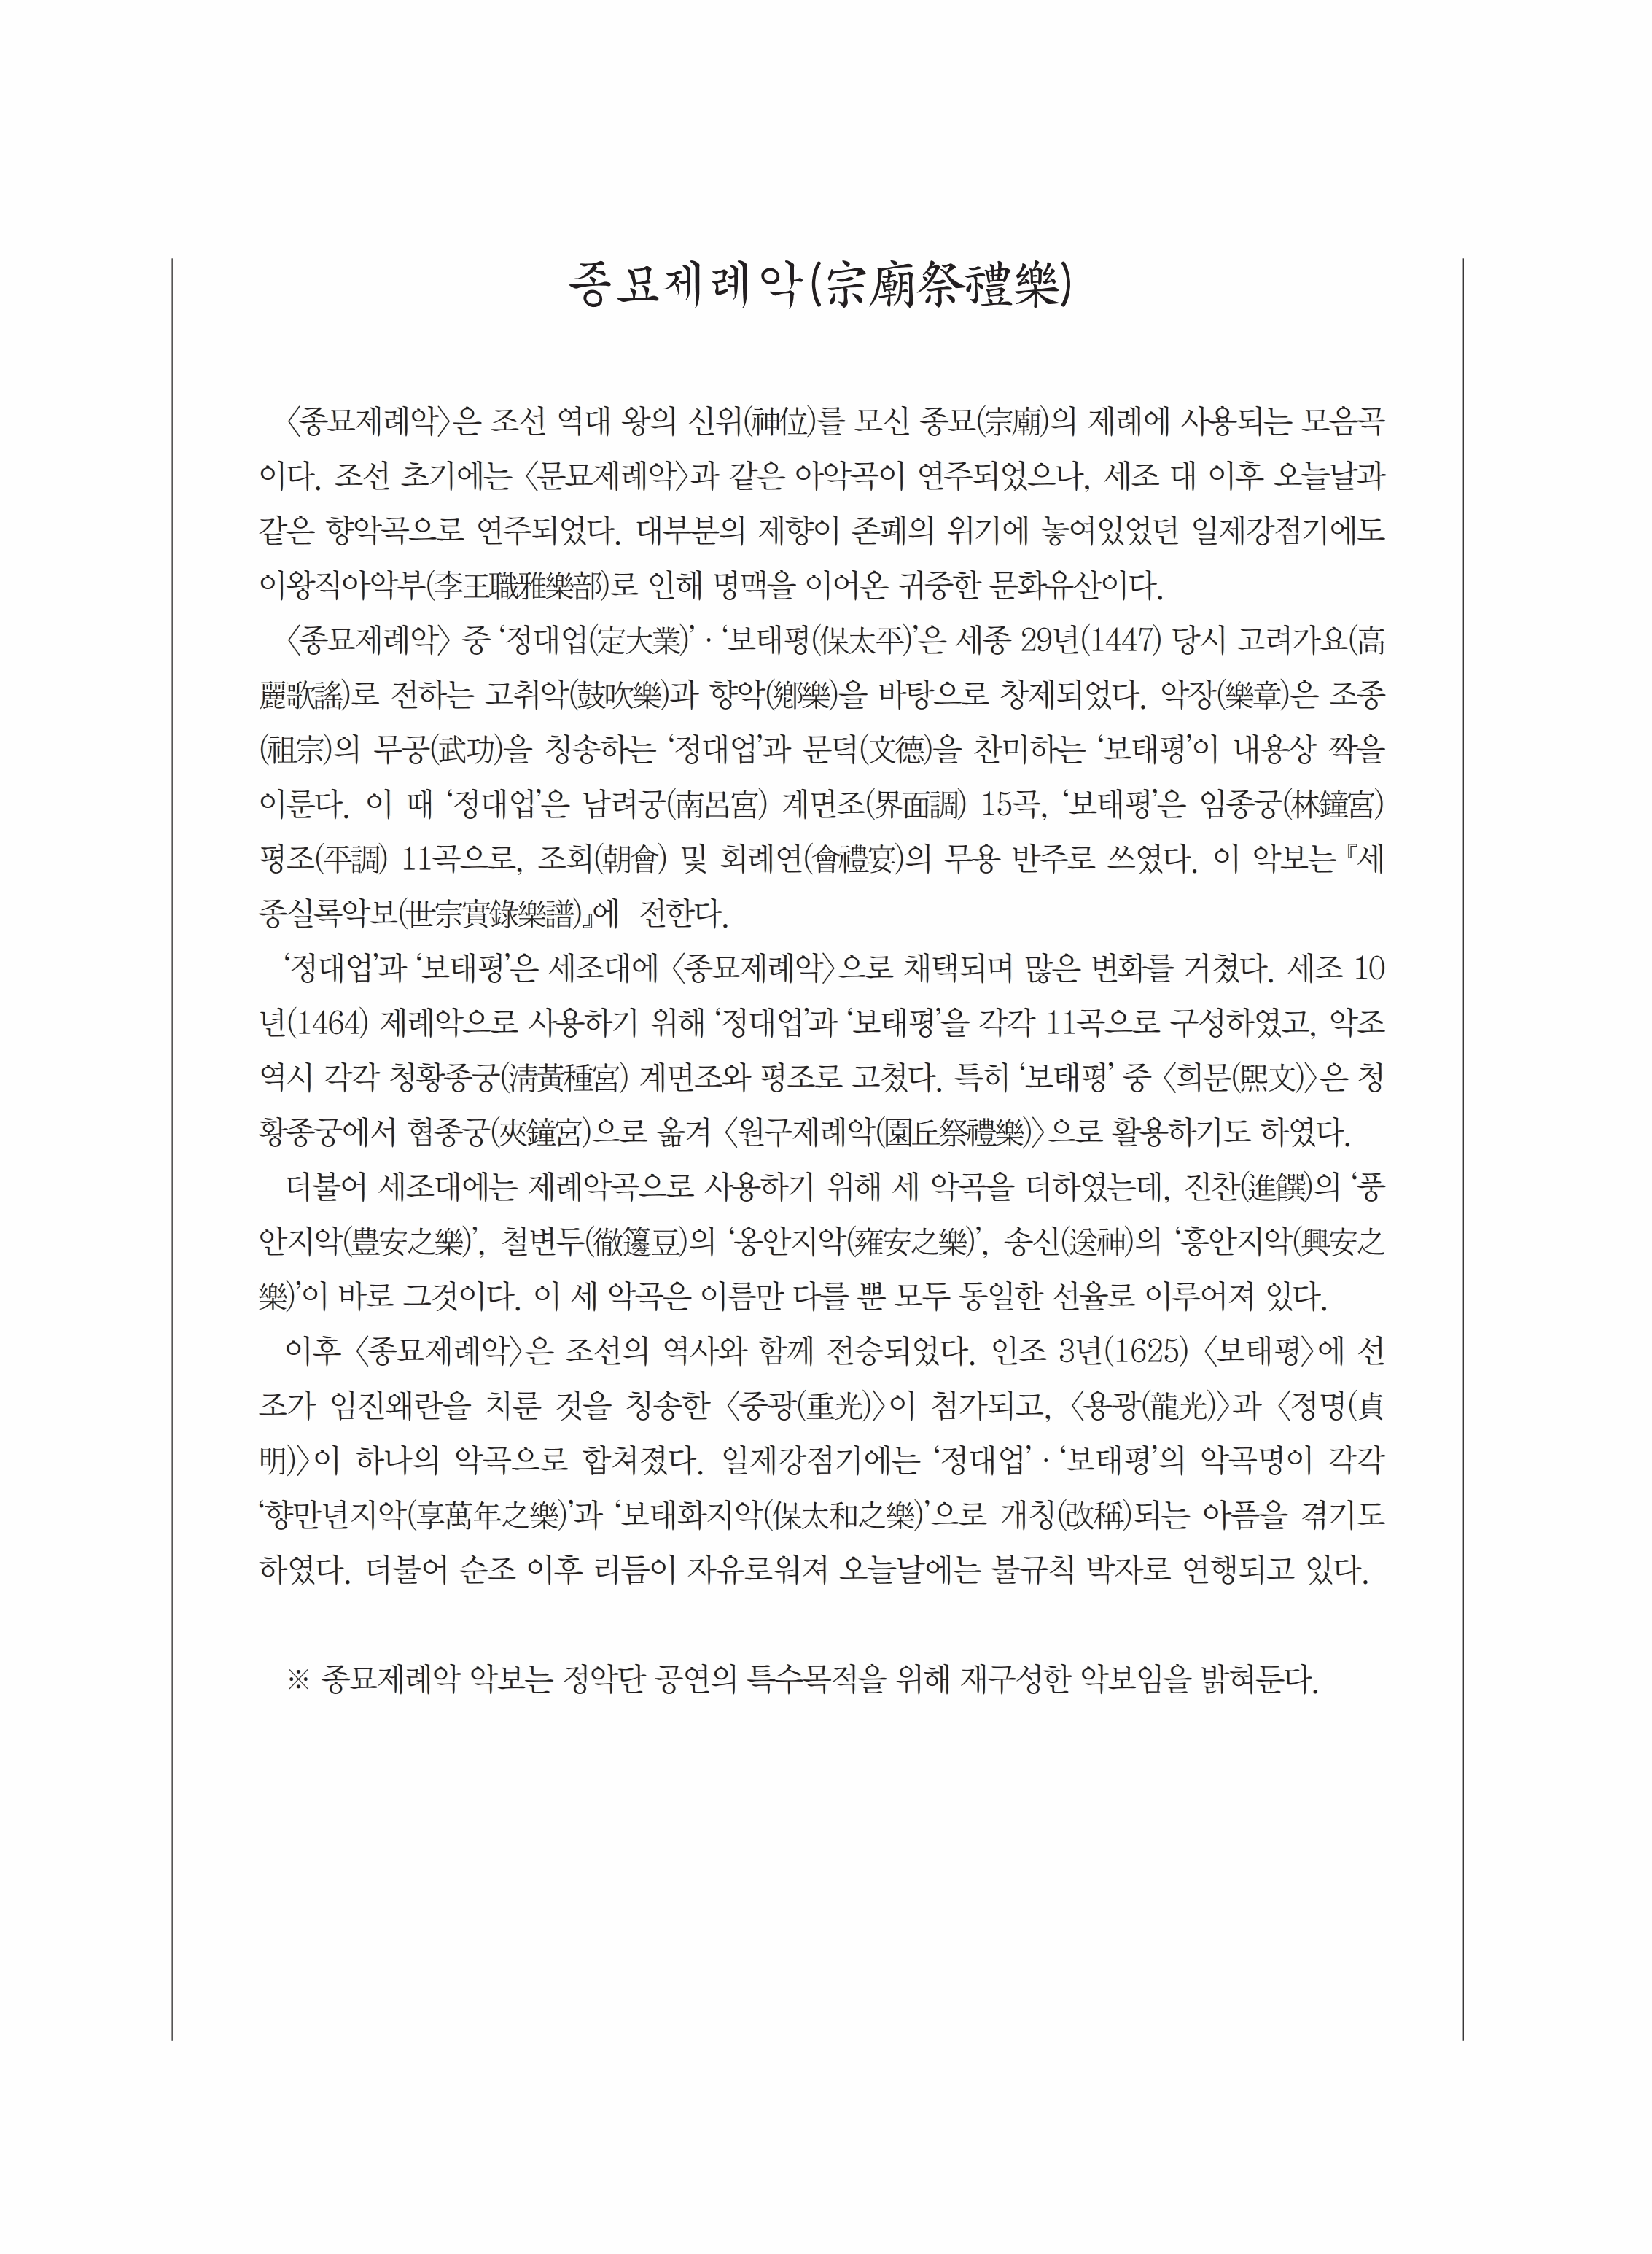 종묘제례악(宗廟祭禮樂)
〈종묘제례악〉은 조선 역대 왕의 신위(神位)를 모신 종묘(宗廟)의 제례에 사용되는 모음곡
이다. 조선 초기에는 〈문묘제례악〉과 같은 아악곡이 연주되었으나, 세조 대 이후 오늘날과
같은 향악곡으로 연주되었다. 대부분의 제향이 존폐의 위기에 놓여있었던 일제강점기에도
이왕직아악부(李王職雅樂部)로 인해 명맥을 이어온 귀중한 문화유산이다.
〈종묘제례악〉 중 ‘정대업(定大業)’ · ‘보태평(保太平)’은 세종 29년(1447) 당시 고려가요(高
麗歌謠)로 전하는 고취악(鼓吹樂)과 향악(鄕樂)을 바탕으로 창제되었다. 악장(樂章)은 조종
(祖宗)의 무공(武功)을 칭송하는 ‘정대업’과 문덕(文德)을 찬미하는 ‘보태평’이 내용상 짝을
이룬다. 이 때 ‘정대업’은 남려궁(南呂宮) 계면조(界面調) 15곡, ‘보태평’은 임종궁(林鐘宮)
평조(平調) 11곡으로, 조회(朝會) 및 회례연(會禮宴)의 무용 반주로 쓰였다. 이 악보는『세
종실록악보(世宗實錄樂譜)』에 전한다.
‘정대업’과 ‘보태평’은 세조대에 〈종묘제례악〉으로 채택되며 많은 변화를 거쳤다. 세조 10
년(1464) 제례악으로 사용하기 위해 ‘정대업’과 ‘보태평’을 각각 11곡으로 구성하였고, 악조
역시 각각 청황종궁(淸黃種宮) 계면조와 평조로 고쳤다. 특히 ‘보태평’ 중 〈희문(熙文)〉은 청
황종궁에서 협종궁(夾鐘宮)으로 옮겨 〈원구제례악(園丘祭禮樂)〉으로 활용하기도 하였다.
더불어 세조대에는 제례악곡으로 사용하기 위해 세 악곡을 더하였는데, 진찬(進饌)의 ‘풍
안지악(豊安之樂)’, 철변두(徹籩豆)의 ‘옹안지악(雍安之樂)’, 송신(送神)의 ‘흥안지악(興安之
樂)’이 바로 그것이다. 이 세 악곡은 이름만 다를 뿐 모두 동일한 선율로 이루어져 있다.
이후 〈종묘제례악〉은 조선의 역사와 함께 전승되었다. 인조 3년(1625) 〈보태평〉에 선
조가 임진왜란을 치룬 것을 칭송한 〈중광(重光)〉이 첨가되고, 〈용광(龍光)〉과 〈정명(貞
明)〉이 하나의 악곡으로 합쳐졌다. 일제강점기에는 ‘정대업’ · ‘보태평’의 악곡명이 각각
‘향만년지악(享萬年之樂)’과 ‘보태화지악(保太和之樂)’으로 개칭(改稱)되는 아픔을 겪기도
하였다. 더불어 순조 이후 리듬이 자유로워져 오늘날에는 불규칙 박자로 연행되고 있다.
※ 종묘제례악 악보는 정악단 공연의 특수목적을 위해 재구성한 악보임을 밝혀둔다.